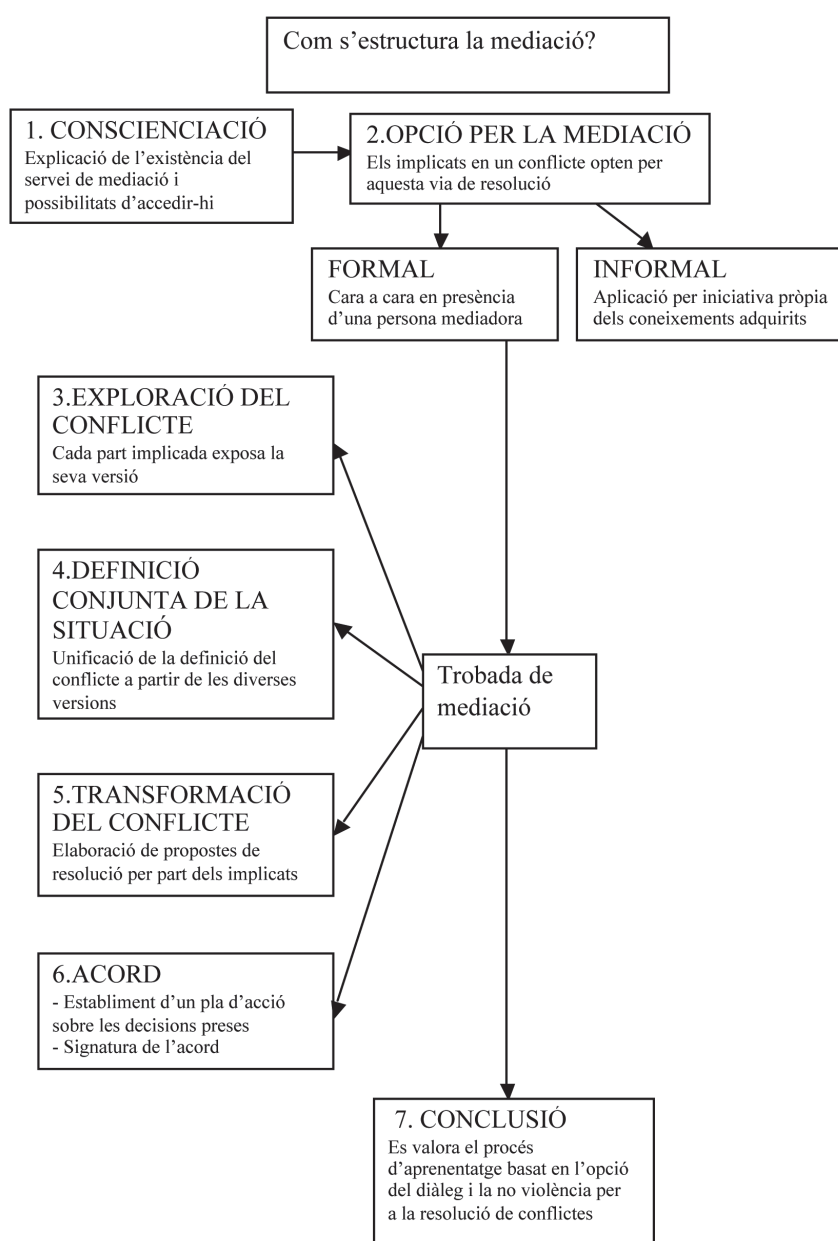 Com s’estructura la mediació?
1. CONSCIENCIACIÓ
Explicació de l’existència del
servei de mediació i
possibilitats d’accedir-hi
2.OPCIÓ PER LA MEDIACIÓ
Els implicats en un conflicte opten per
aquesta via de resolució
FORMAL
Cara a cara en presència
d’una persona mediadora
INFORMAL
Aplicació per iniciativa pròpia
dels coneixements adquirits
3.EXPLORACIÓ DEL
CONFLICTE
Cada part implicada exposa la
seva versió
4.DEFINICIÓ
CONJUNTA DE LA
SITUACIÓ
Unificació de la definició del
conflicte a partir de les diverses
versions
Trobada de
mediació
5.TRANSFORMACIÓ
DEL CONFLICTE
Elaboració de propostes de
resolució per part dels implicats
6.ACORD
- Establiment d’un pla d’acció
sobre les decisions preses
- Signatura de l’acord
7. CONCLUSIÓ
Es valora el procés
d’aprenentatge basat en l’opció
del diàleg i la no violència per
a la resolució de conflictes